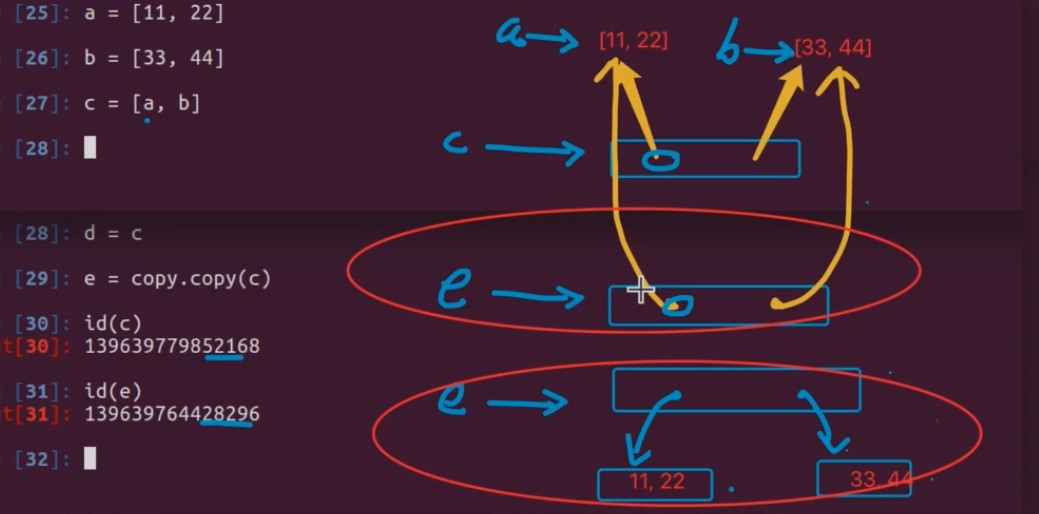 [25]: a = [11, 22]
[26]: b = [33, 44]
[27]: c = [a, b]
[28]:
a [11, 22] b [33, 44]
c
[28]: d = c
[29]: e = copy.copy(c)
[30]: id(c)
t[30]: 139639779852168
[31]: id(e)
t[31]: 139639764428296
[32]:
e
e
11, 22 33, 44